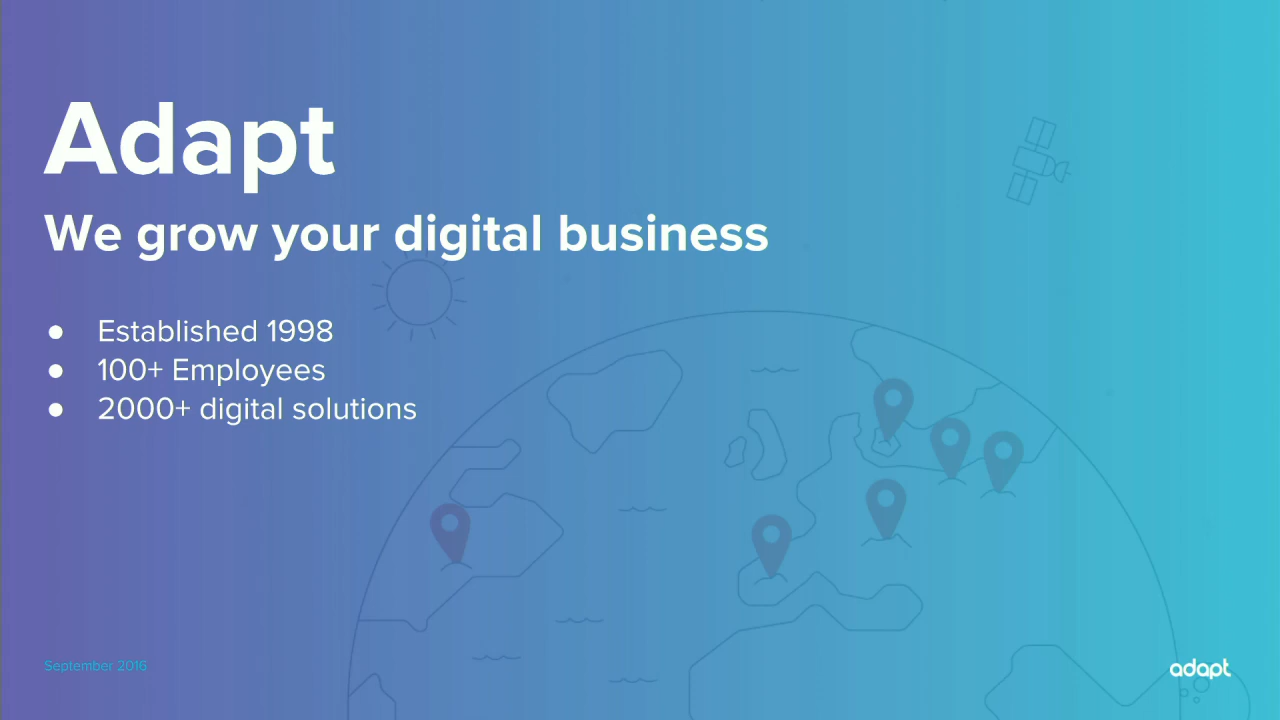 Adapt
We grow your digital business
● Established 1998
● 100+ Employees
● 2000+ digital solutions
September 2016
adapt